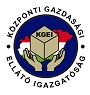 KÖZPONTI GAZDASÁGI
KGEI
ELLÁTÓ IGAZGATÓSÁG